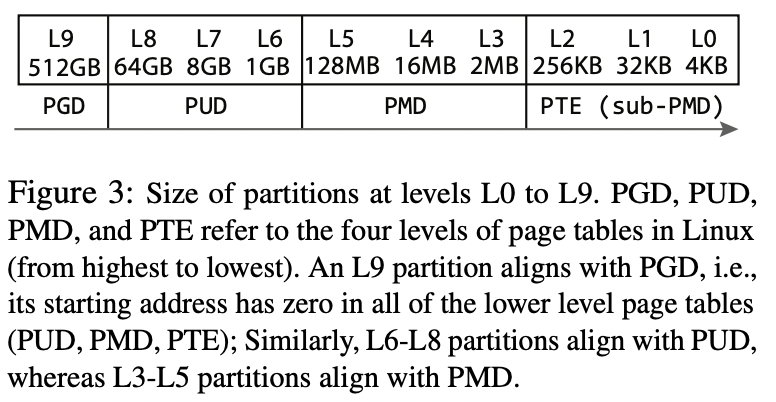 L9 L8 L7 L6 L5 L4 L3 L2 L1 L0
512GB 64GB 8GB 1GB 128MB 16MB 2MB 256KB 32KB 4KB
PGD PUD PMD PTE (sub-PMD)
Figure 3: Size of partitions at levels L0 to L9. PGD, PUD,
PMD, and PTE refer to the four levels of page tables in Linux
(from highest to lowest). An L9 partition aligns with PGD, i.e.,
its starting address has zero in all of the lower level page tables
(PUD, PMD, PTE); Similarly, L6-L8 partitions align with PUD,
whereas L3-L5 partitions align with PMD.